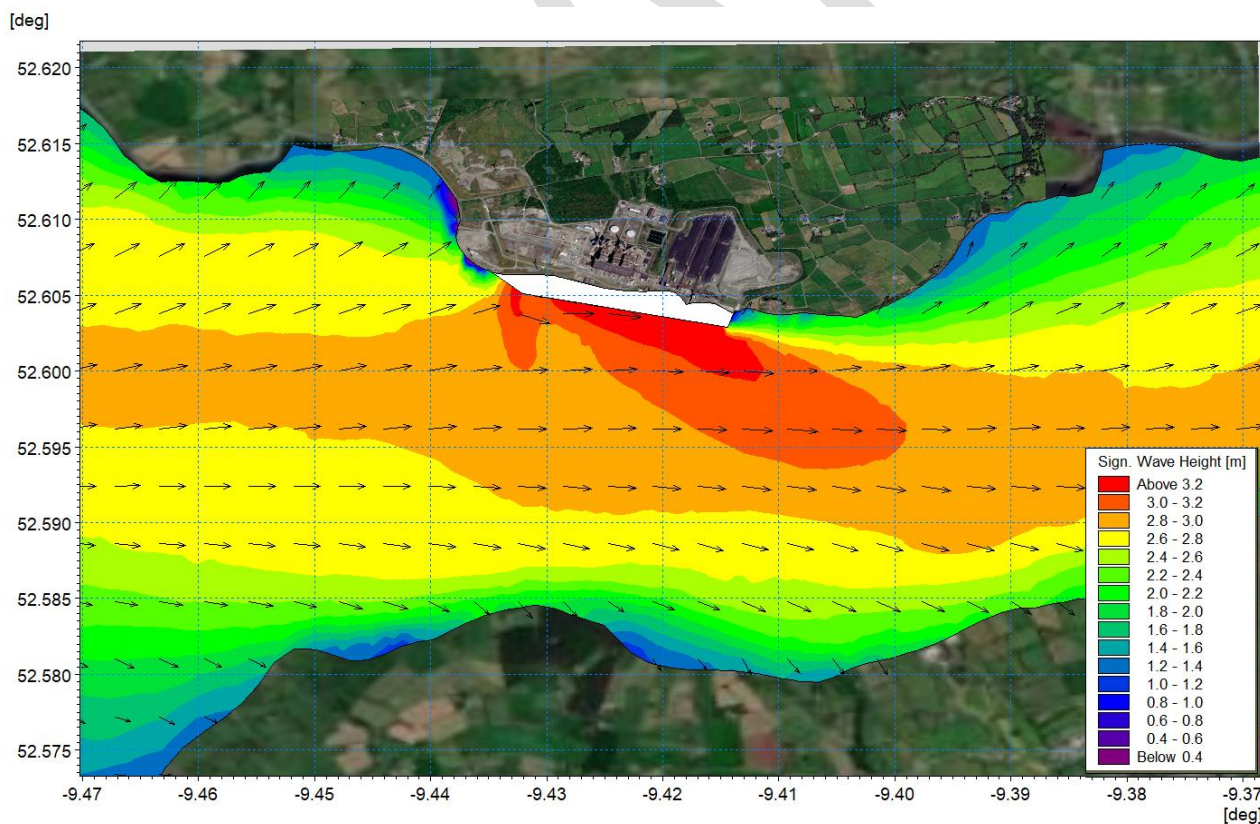 [deg]
52.620
52.615
52.610
52.605
52.600
52.595
52.590
52.585
52.580
52.575
Sign. Wave Height [m]
Above 3.2
3.0 - 3.2
2.8 - 3.0
2.6 - 2.8
2.4 - 2.6
2.2 - 2.4
2.0 - 2.2
1.8 - 2.0
1.6 - 1.8
1.4 - 1.6
1.2 - 1.4
1.0 - 1.2
0.8 - 1.0
0.6 - 0.8
0.4 - 0.6
Below 0.4
-9.47 -9.46 -9.45 -9.44 -9.43 -9.42 -9.41 -9.40 -9.39 -9.38 -9.37
[deg]